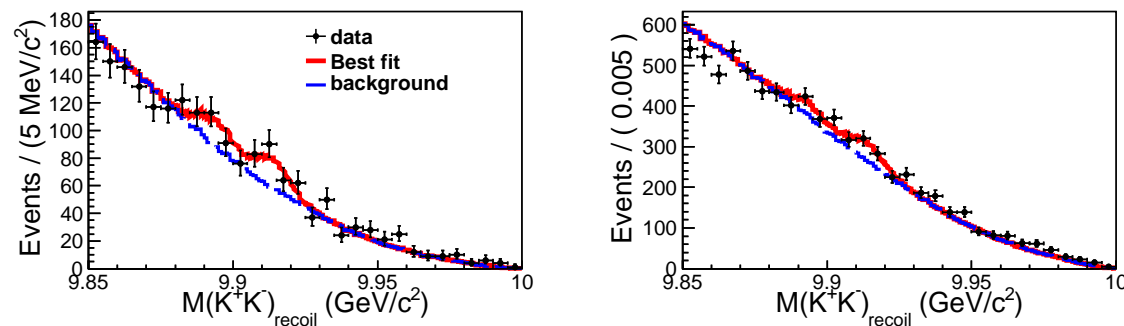 180
160
140
120
100
80
60
40
20
0
Events / (5 MeV/c²)
data
Best fit
background
9.85 9.9 9.95 10
M(K⁺K⁻)recoil (GeV/c²)
600
500
400
300
200
100
0
Events / ( 0.005 )
9.85 9.9 9.95 10
M(K⁺K⁻)recoil (GeV/c²)